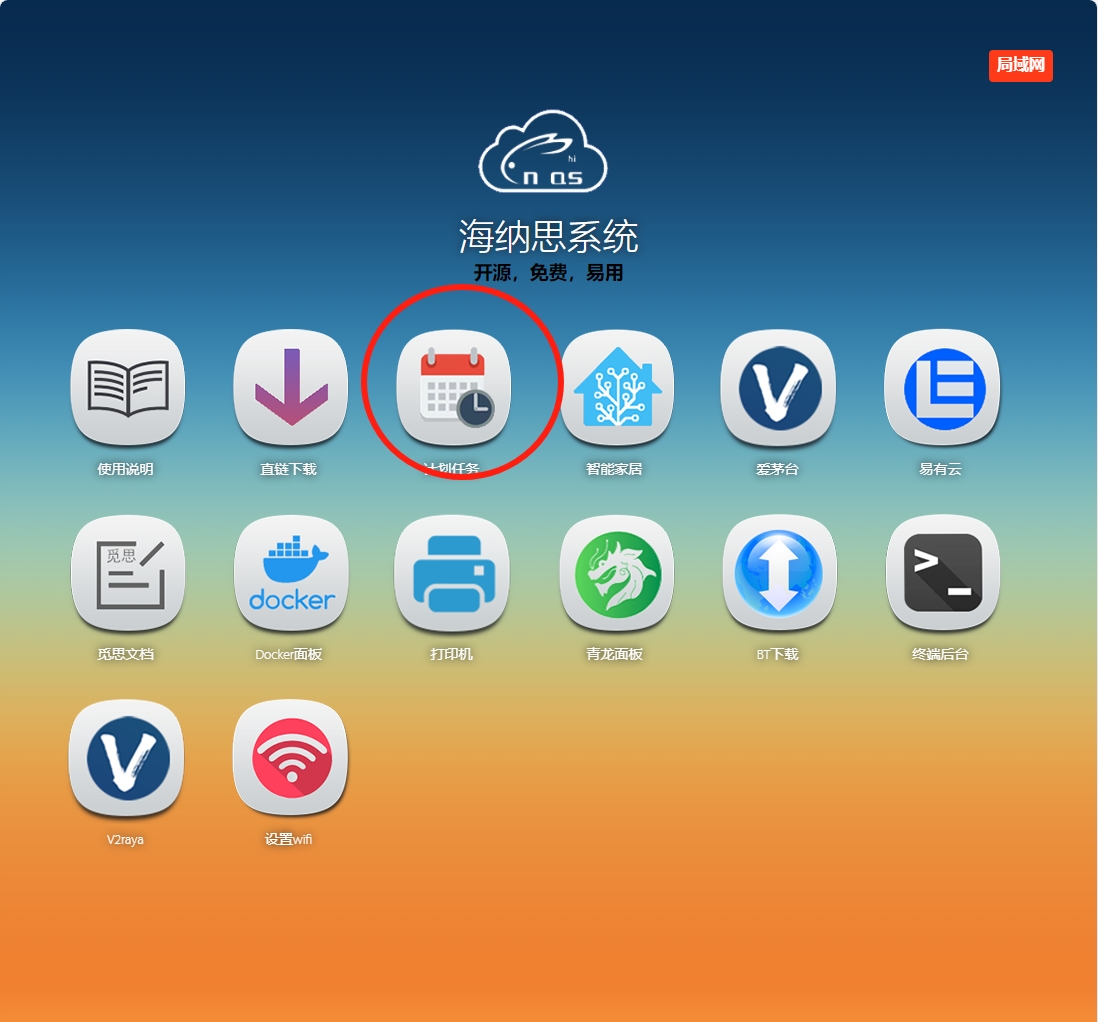 局域网
hi
nas
海纳思系统
开源，免费，易用
使用说明
直链下载
计划任务
智能家居
爱茅台
易有云
觅思
docker
觅思文档
Docker面板
打印机
青龙面板
BT下载
终端后台
V2raya
设置wifi